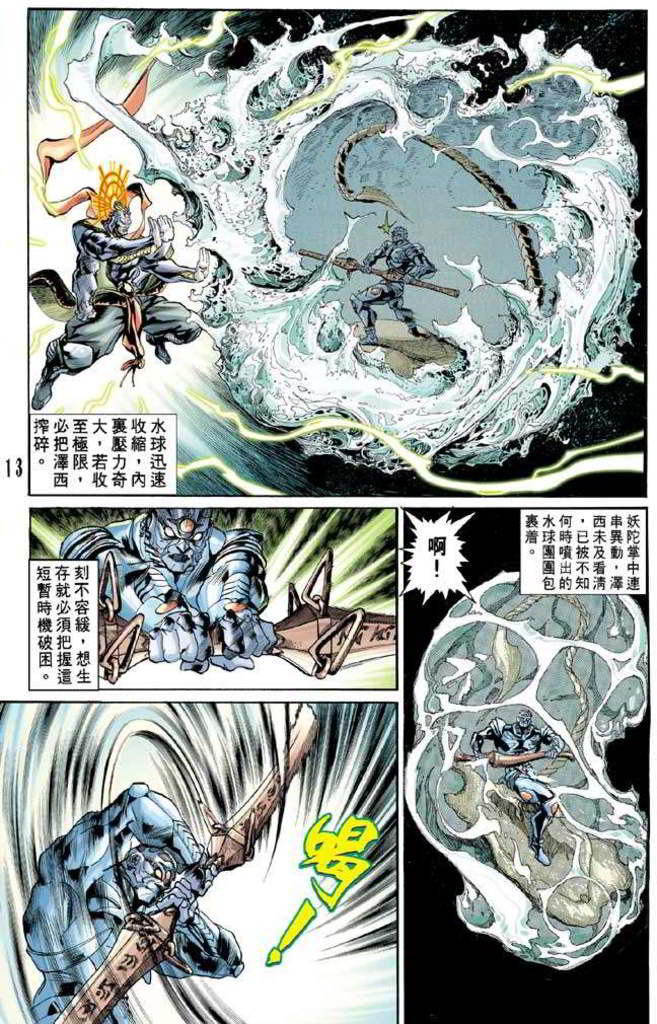 水球迅速
收縮，內
裏壓力奇
大，若收
至極限，
必把澤西
搾碎。
13
妖陀掌中連
串異動，澤
西未及看清
，已被不知
何時噴出的
水球團團包
裹着。
啊！
刻不容緩，想生
存就必須把握這
短暫時機破困。